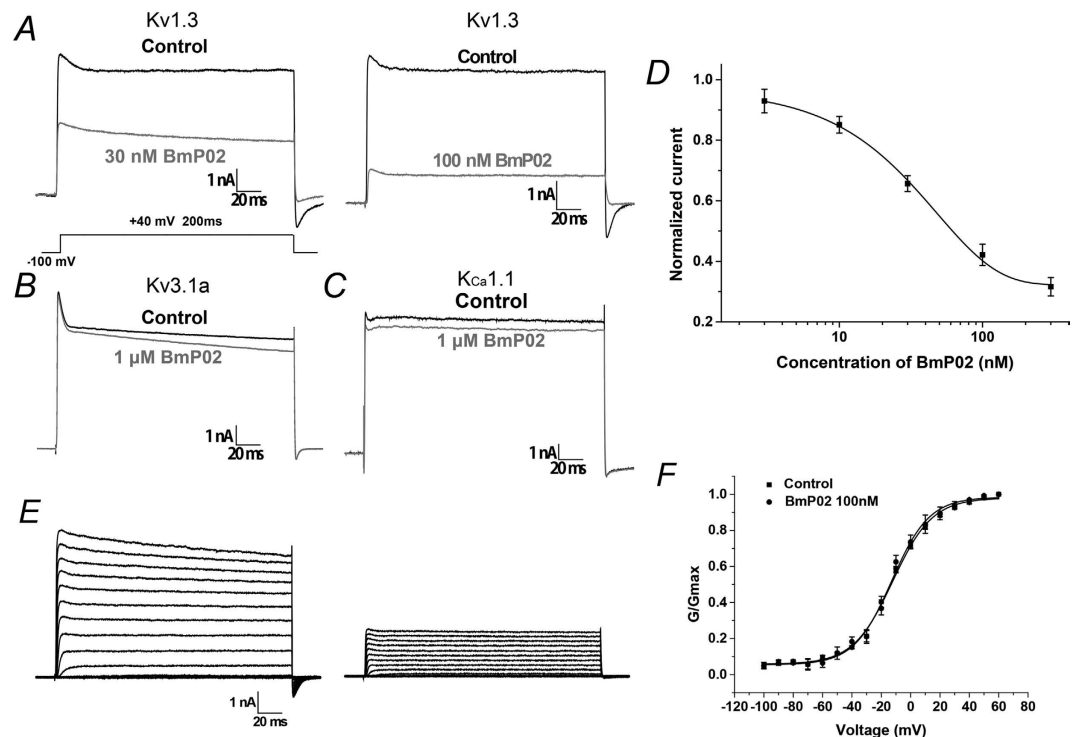 A
Kv1.3
Control
30 nM BmP02
1 nA
20 ms
+40 mV 200ms
-100 mV
Kv1.3
Control
100 nM BmP02
1 nA
20 ms
B
Kv3.1a
Control
1 µM BmP02
1 nA
20 ms
C
KCa1.1
Control
1 µM BmP02
1 nA
20 ms
D
Normalized current
1.0
0.8
0.6
0.4
0.2
10
100
Concentration of BmP02 (nM)
E
1 nA
20 ms
F
Control
BmP02 100nM
G/Gmax
1.0
0.8
0.6
0.4
0.2
0.0
-120 -100 -80 -60 -40 -20 0 20 40 60 80
Voltage (mV)